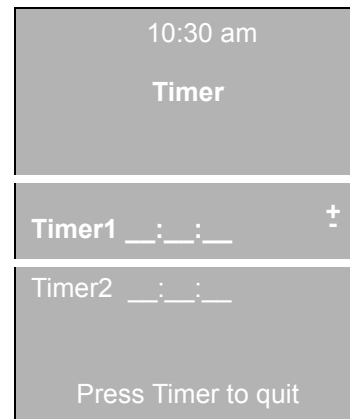 10:30 am
Timer
Timer1 __:__:__ +
-
Timer2 __:__:__
Press Timer to quit